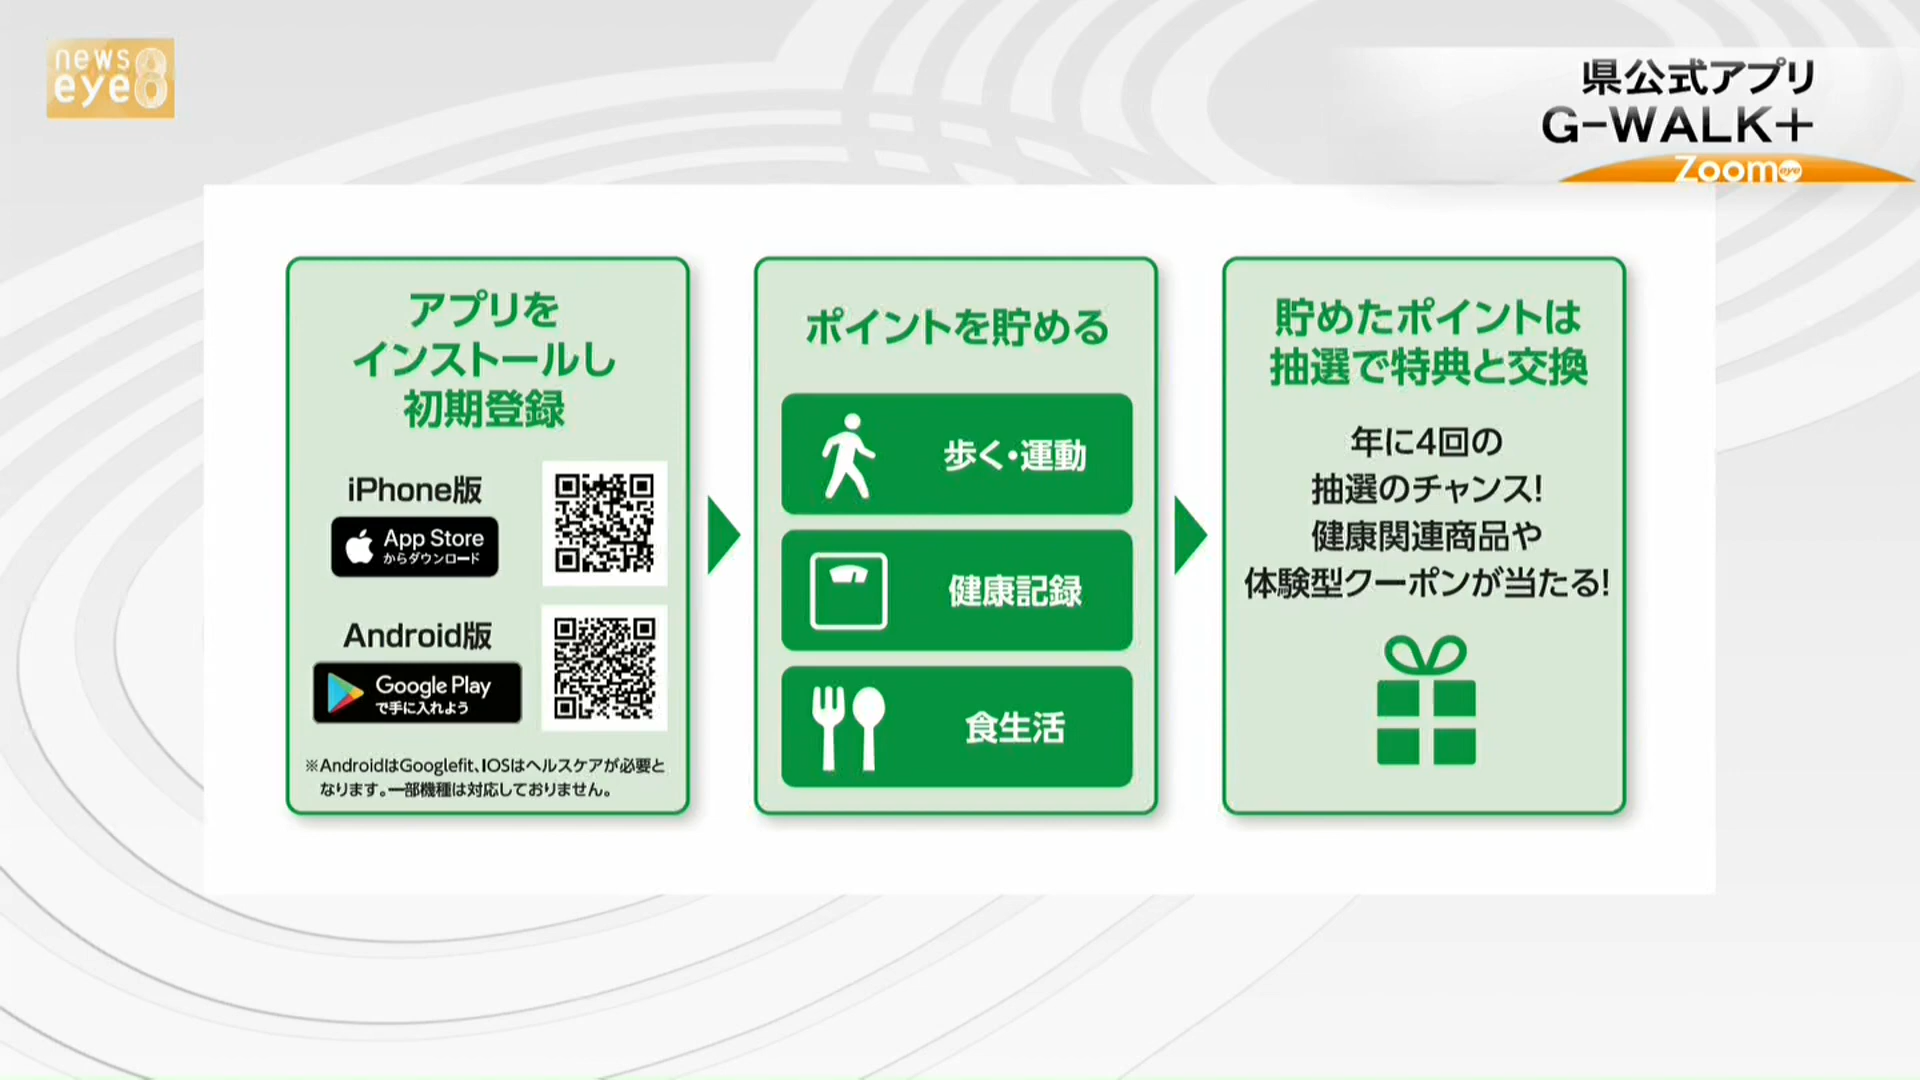 news
eye8
県公式アプリ
G-WALK+
Zoom eye
アプリを
インストールし
初期登録
iPhone版
App Store
からダウンロード
Android版
Google Play
で手に入れよう
※AndroidはGooglefit、IOSはヘルスケアが必要と
なります。一部機種は対応しておりません。
ポイントを貯める
歩く・運動
健康記録
食生活
貯めたポイントは
抽選で特典と交換
年に4回の
抽選のチャンス!
健康関連商品や
体験型クーポンが当たる!